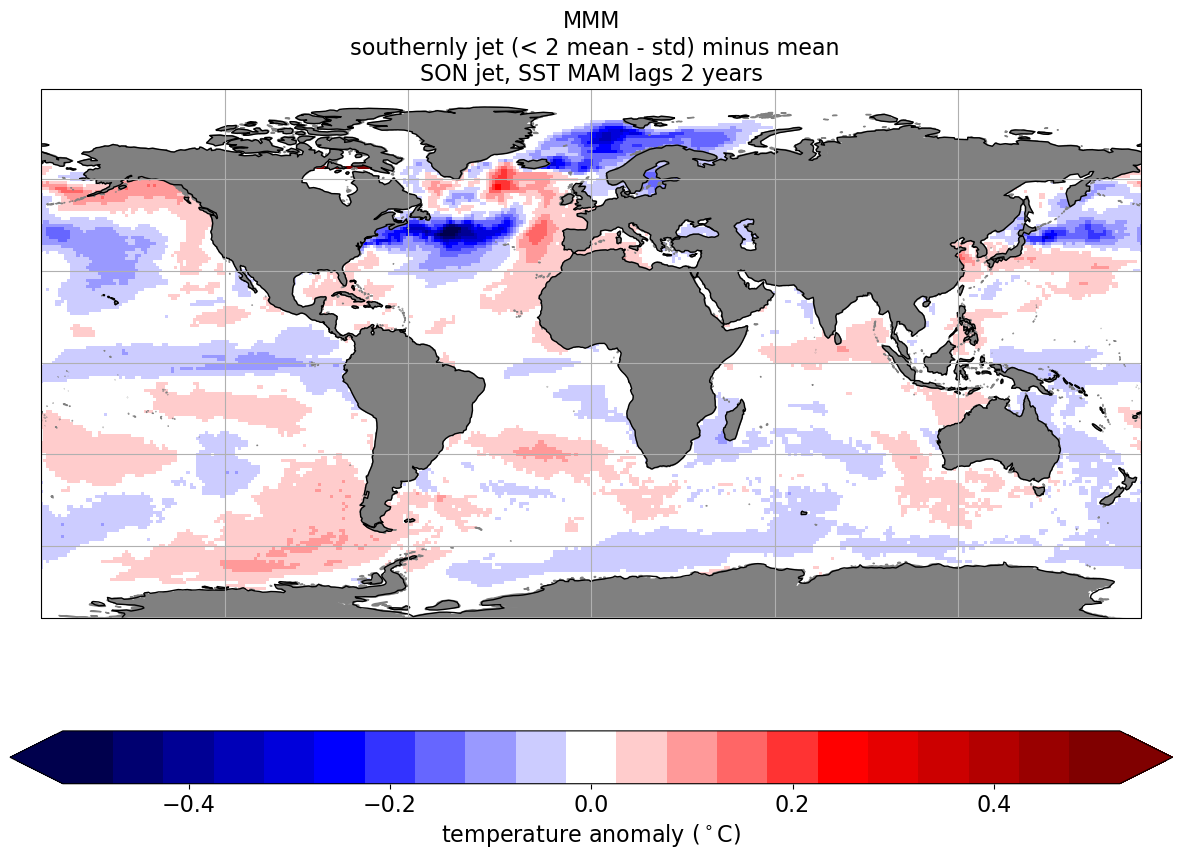 MMM
southernly jet (< 2 mean - std) minus mean
SON jet, SST MAM lags 2 years
−0.4 −0.2 0.0 0.2 0.4
temperature anomaly (°C)